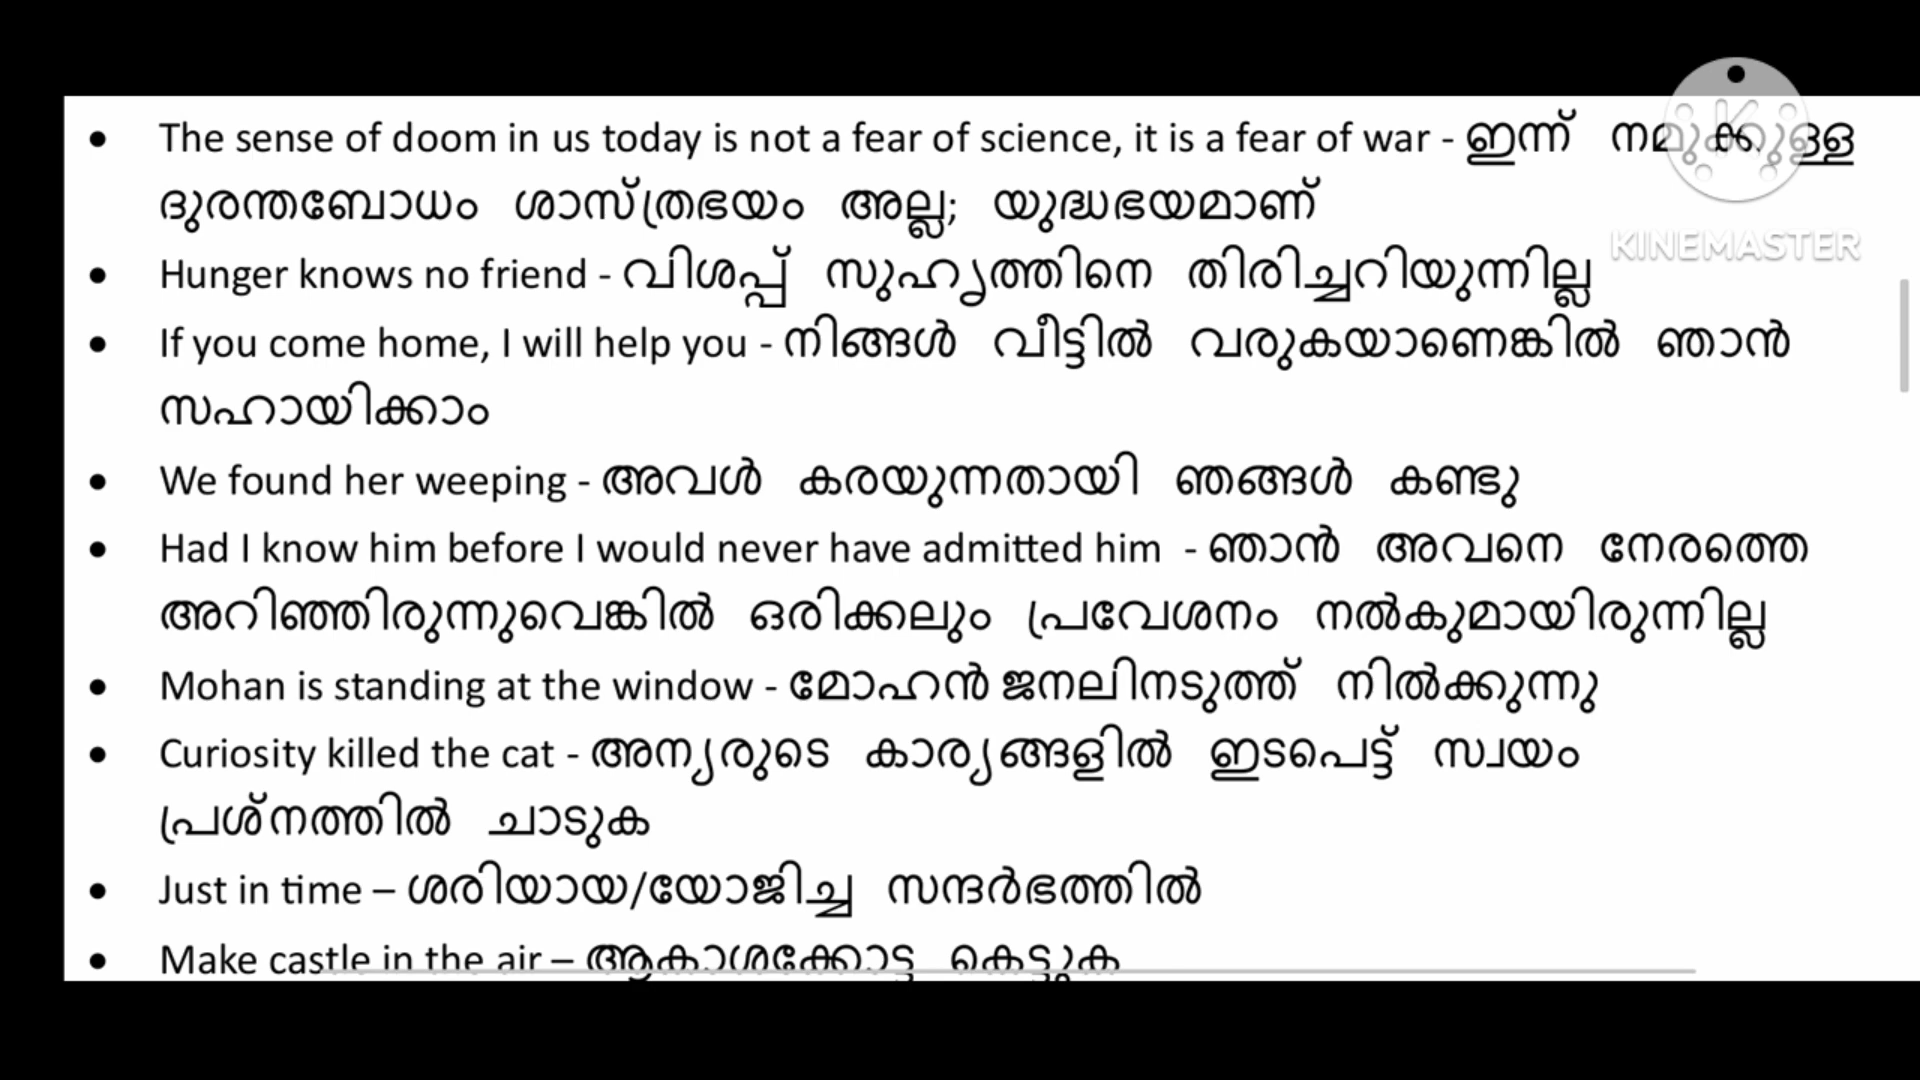 • The sense of doom in us today is not a fear of science, it is a fear of war - ഇന്ന് നമുക്കുള്ള
ദുരന്തബോധം ശാസ്ത്രഭയം അല്ല; യുദ്ധഭയമാണ്
KINEMASTER
• Hunger knows no friend - വിശപ്പ് സുഹൃത്തിനെ തിരിച്ചറിയുന്നില്ല
• If you come home, I will help you - നിങ്ങൾ വീട്ടിൽ വരുകയാണെങ്കിൽ ഞാൻ
സഹായിക്കാം
• We found her weeping - അവൾ കരയുന്നതായി ഞങ്ങൾ കണ്ടു
• Had I know him before I would never have admitted him - ഞാൻ അവനെ നേരത്തെ
അറിഞ്ഞിരുന്നുവെങ്കിൽ ഒരിക്കലും പ്രവേശനം നൽകുമായിരുന്നില്ല
• Mohan is standing at the window - മോഹൻ ജനലിനടുത്ത് നിൽക്കുന്നു
• Curiosity killed the cat - അന്യരുടെ കാര്യങ്ങളിൽ ഇടപെട്ട് സ്വയം
പ്രശ്നത്തിൽ ചാടുക
• Just in time – ശരിയായ/യോജിച്ച സന്ദർഭത്തിൽ
• Make castle in the air – ആകാശക്കോട്ട കെട്ടുക